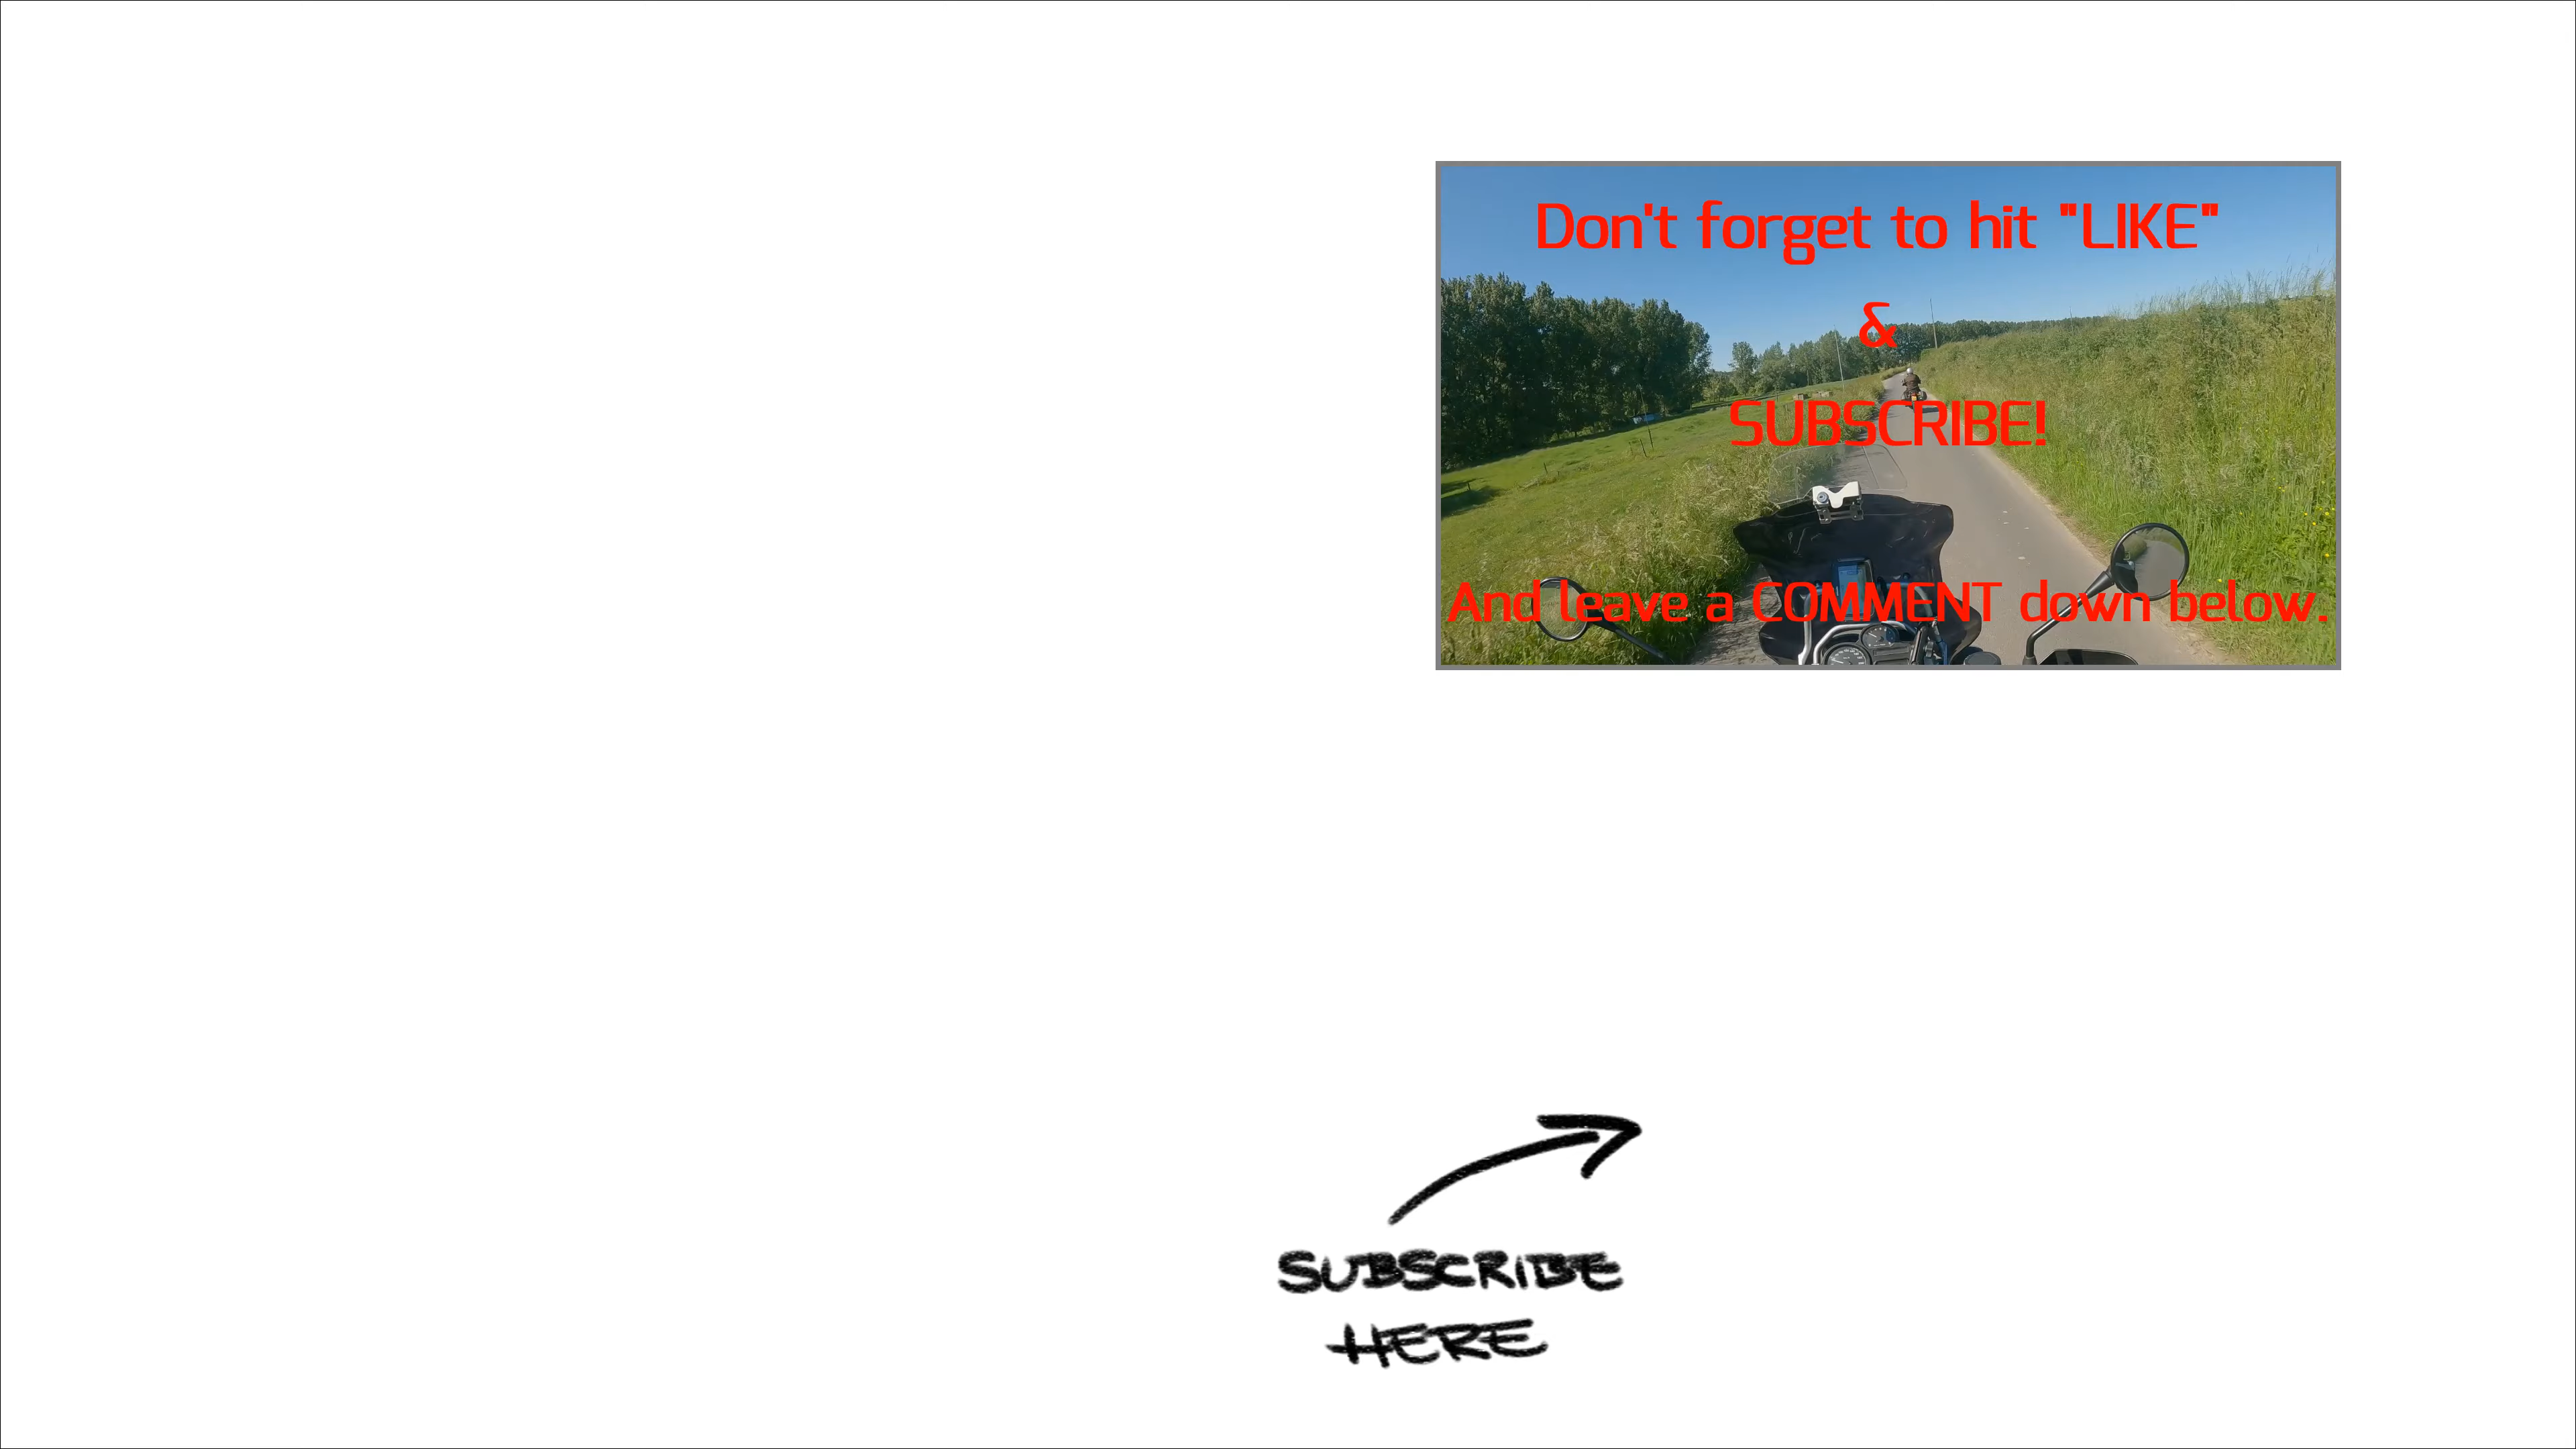 Don't forget to hit "LIKE"
&
SUBSCRIBE!
And leave a COMMENT down below.
SUBSCRIBE
HERE